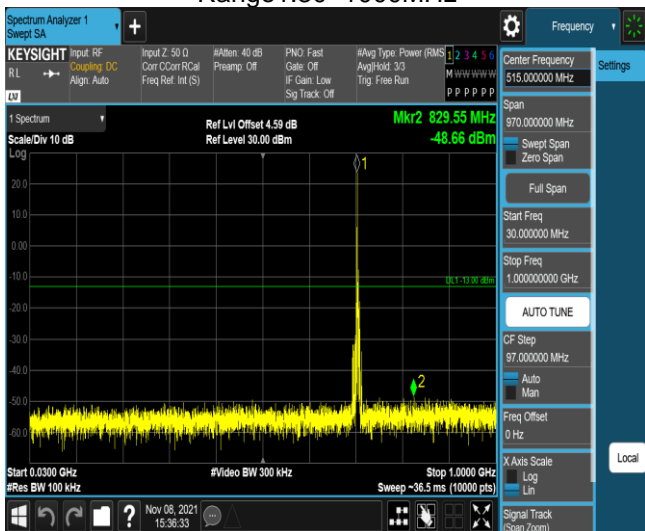 Range1:30~1000MHz
Spectrum Analyzer 1
Swept SA
Frequency
KEYSIGHT
RL
LXI
Input: RF
Coupling: DC
Align: Auto
Input Z: 50 Ω
Corr CCorr RCal
Freq Ref: Int (S)
#Atten: 40 dB
Preamp: Off
PNO: Fast
Gate: Off
IF Gain: Low
Sig Track: Off
#Avg Type: Power (RMS
Avg|Hold: 3/3
Trig: Free Run
1 2 3 4 5 6
M W W W W W
P P P P P P
1 Spectrum
Scale/Div 10 dB
Log
Ref Lvl Offset 4.59 dB
Ref Level 30.00 dBm
Mkr2 829.55 MHz
-48.66 dBm
1
20.0
10.0
0.00
-10.0
DL1 -13.00 dBm
-20.0
-30.0
-40.0
2
-50.0
-60.0
Start 0.0300 GHz
#Res BW 100 kHz
#Video BW 300 kHz
Stop 1.0000 GHz
Sweep ~36.5 ms (10000 pts)
Nov 08, 2021
15:36:33
Center Frequency
515.000000 MHz
Span
970.000000 MHz
Swept Span
Zero Span
Full Span
Start Freq
30.000000 MHz
Stop Freq
1.000000000 GHz
AUTO TUNE
CF Step
97.000000 MHz
Auto
Man
Freq Offset
0 Hz
X Axis Scale
Log
Lin
Signal Track
(Span Zoom)
Settings
Local